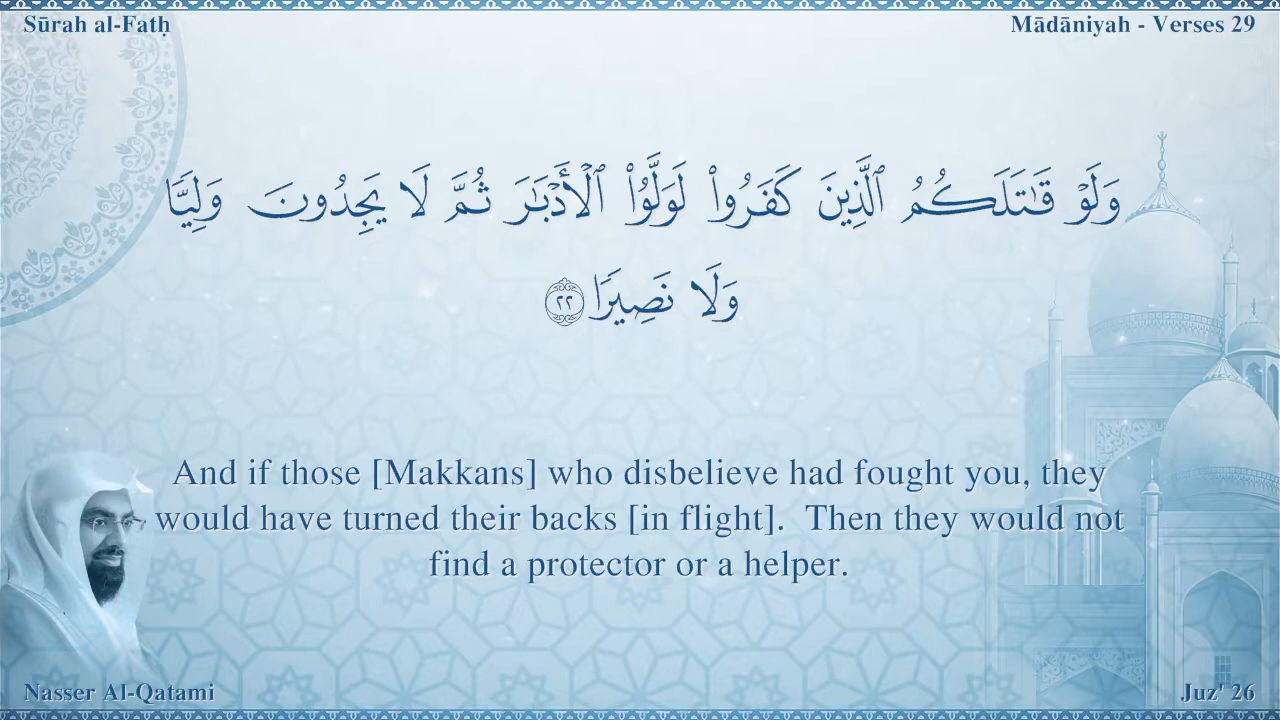 Sūrah al-Fatḥ
Mādāniyah - Verses 29
وَلَوْ قَـٰتَلَكُمُ ٱلَّذِينَ كَفَرُوا۟ لَوَلَّوُا۟ ٱلْأَدْبَـٰرَ ثُمَّ لَا يَجِدُونَ وَلِيًّا
وَلَا نَصِيرًا ٢٢
And if those [Makkans] who disbelieve had fought you, they
would have turned their backs [in flight].  Then they would not
find a protector or a helper.
Nasser Al-Qatami
Juz' 26